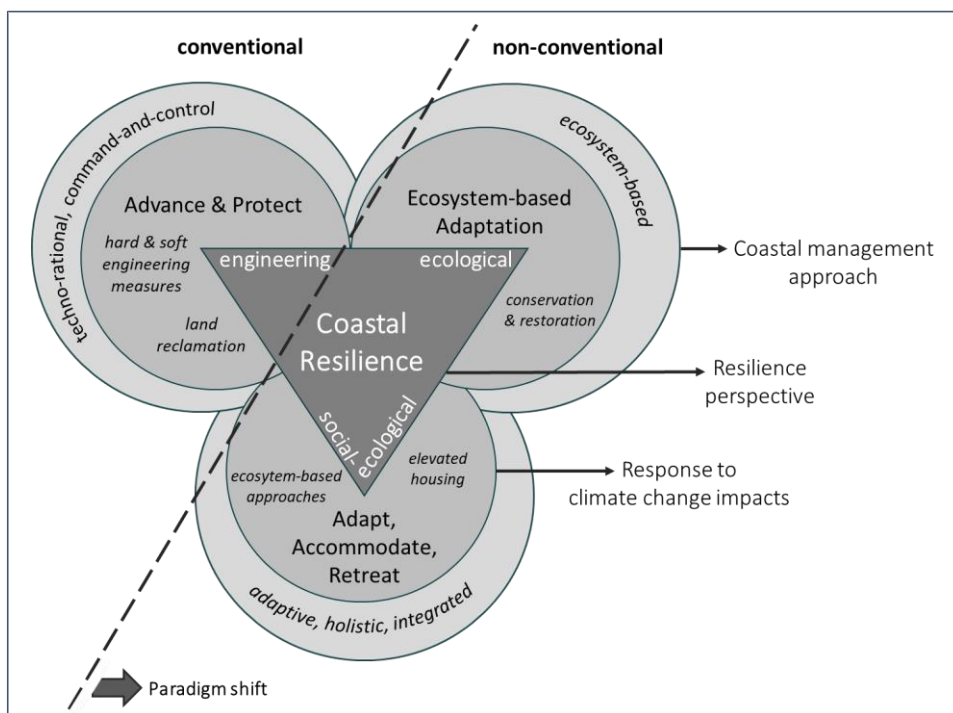 conventional
non-conventional
techno-rational, command-and-control
ecosystem-based
Advance & Protect
hard & soft
engineering
measures
land
reclamation
Ecosystem-based
Adaptation
conservation
& restoration
engineering
ecological
Coastal
Resilience
social-
ecological
ecosytem-based
approaches
elevated
housing
Adapt,
Accommodate,
Retreat
adaptive, holistic, integrated
Coastal management
approach
Resilience
perspective
Response to
climate change impacts
Paradigm shift